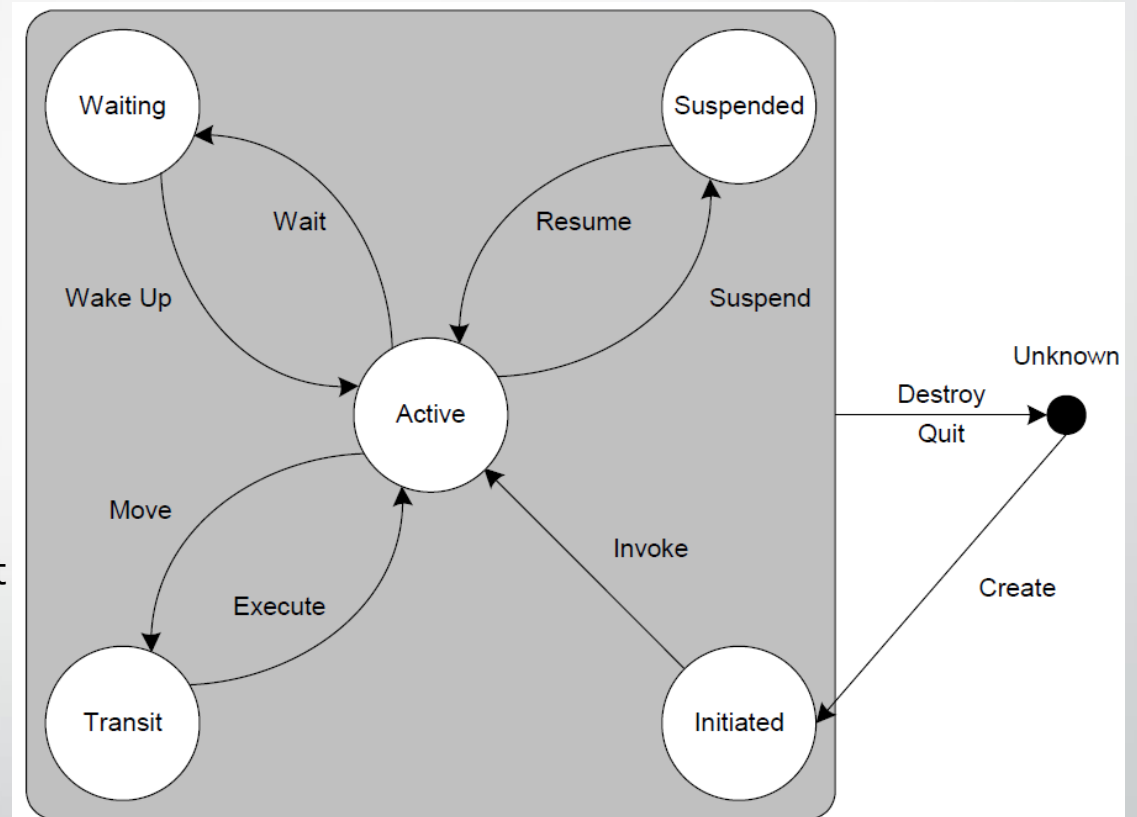 Waiting
Suspended
Wait
Resume
Wake Up
Suspend
Unknown
Active
Destroy
Quit
Move
Invoke
t
Execute
Create
Transit
Initiated